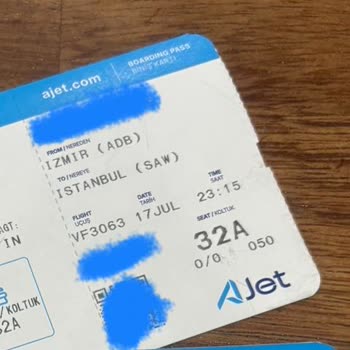 ajet.com
BOARDING PASS
BİNİŞ KARTI
FROM / NEREDEN
IZMIR (ADB)
TO / NEREYE
ISTANBUL (SAW)
FLIGHT
UÇUŞ
VF3063
DATE
TARİH
17JUL
TIME
SAAT
23:15
SEAT / KOLTUK
32A
0/0
050
AJet
/KOLTUK
32A